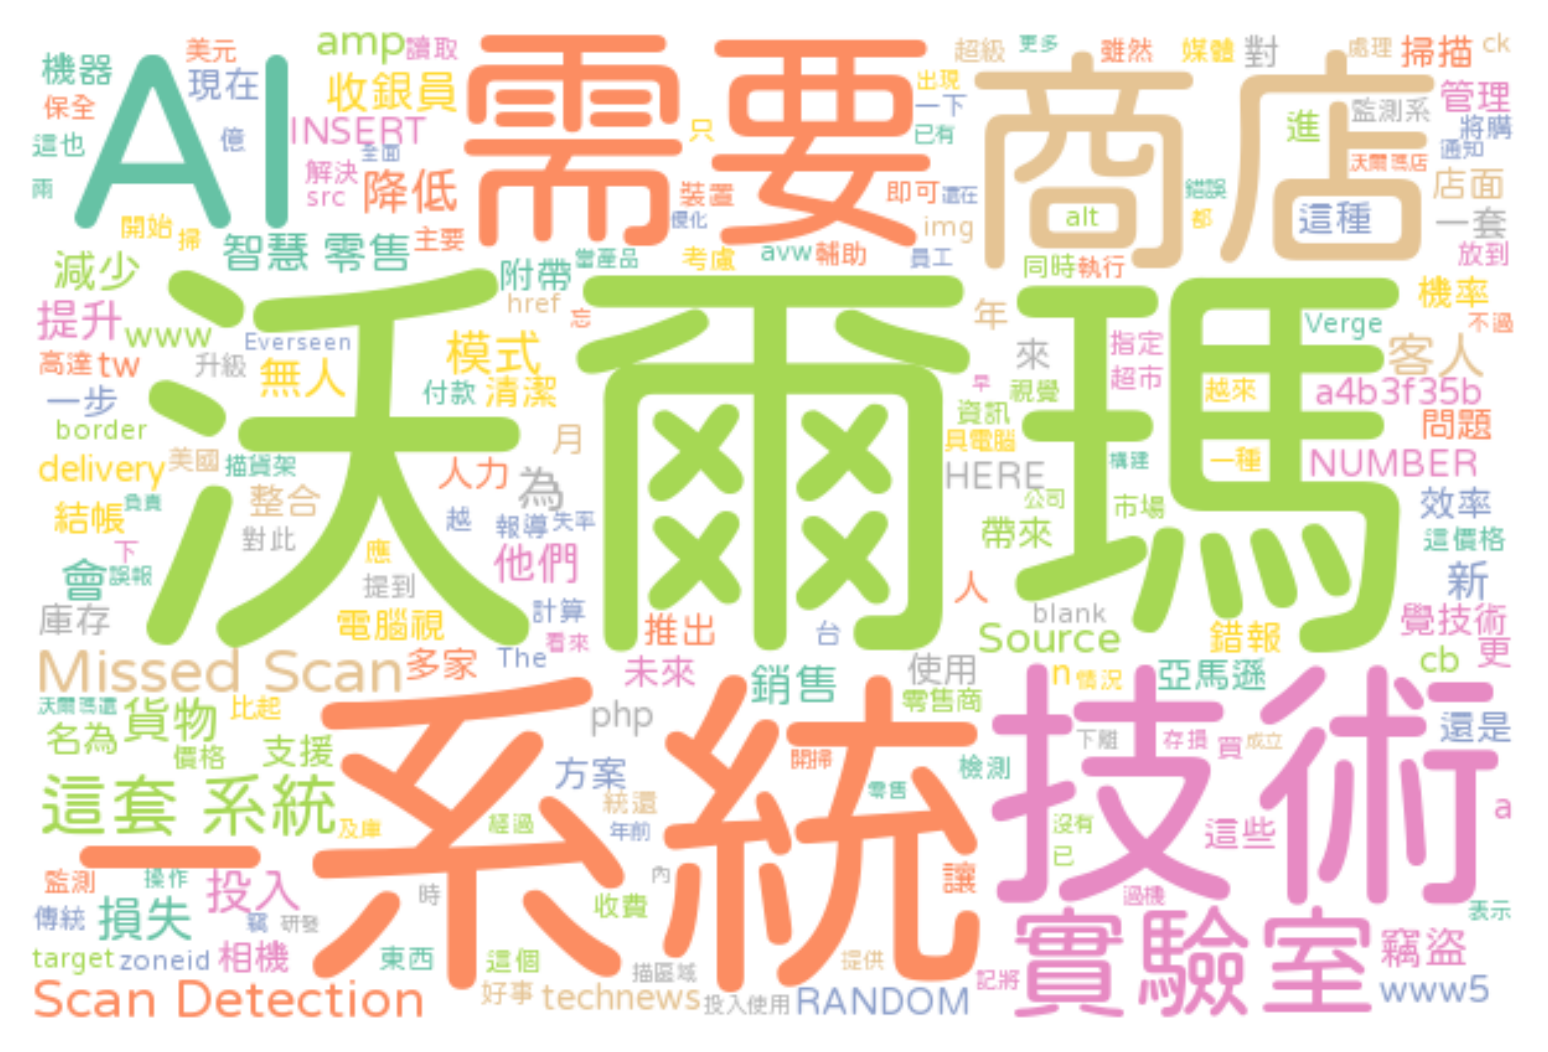 AI
需要
商店
沃爾瑪
系統
技術
實驗室
一
機器
美元
amp
讀取
超級
更多
雖然
媒體
對
處理
掃描
ck
保全
現在
收銀員
出現
一下
監測系
管理
這也
億
INSERT
只
已有
進
將購
全面
解決
通知
沃爾瑪店
雨
src
降低
裝置
即可
還在
錯誤
店面
開始
掃
優化
img
alt
都
這種
一套
智慧 零售
主要
avw
輔助
員工
放到
減少
附帶
當產品
考慮
同時
執行
提升
www
href
忘
年
機率
Verge
不過
Everseen
模式
來
指定
客人
高達
tw
升級
無人
付款
清潔
早
視覺
超市
越來
a4b3f35b
一步
資訊
border
月
具電腦
問題
delivery
美國
描貨架
人力
為
HERE
構建
一種
NUMBER
負責
整合
公司
市場
效率
結帳
對此
越
報導
失率
帶來
這價格
下
應
他們
會
誤報
提到
人
新
庫存
電腦視
計算
推出
台
blank
覺技術
看來
Source
錯報
更
Missed Scan
多家
The
未來
銷售
使用
n
情況
亞馬遜
cb
沃爾瑪還
貨物
比起
php
零售商
還是
名為
價格
支援
開掃
下離
存損
買
成立
方案
檢測
這套 系統
及庫
統還
零售
經過
年前
沒有
這些
a
已
監測
操作
投入
時
內
讓
過機
傳統
損失
竊
研發
收費
表示
target
zoneid
相機
東西
這個
描區域
提供
記將
竊盜
Scan Detection
好事
technews
投入使用
RANDOM
www5